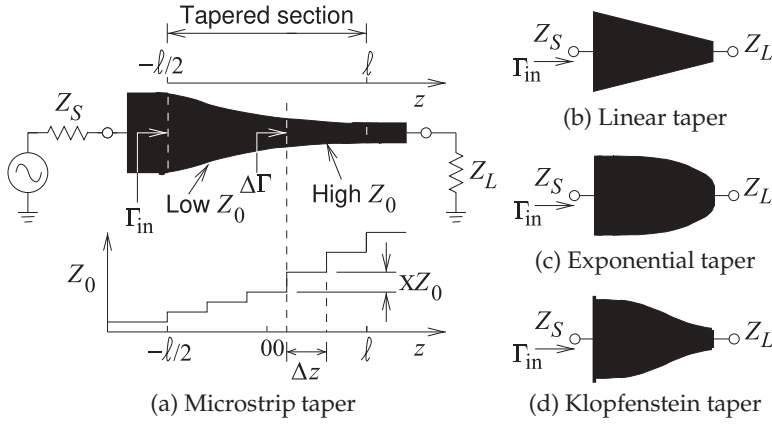 Tapered section
−ℓ/2
ℓ
z
Z_S
Z_L
Γ_in
ΔΓ
Low Z_0
High Z_0
Z_0
XZ_0
−ℓ/2
00
ℓ
z
Δz
(a) Microstrip taper
Z_S
Z_L
Γ_in
(b) Linear taper
Z_S
Z_L
Γ_in
(c) Exponential taper
Z_S
Z_L
Γ_in
(d) Klopfenstein taper